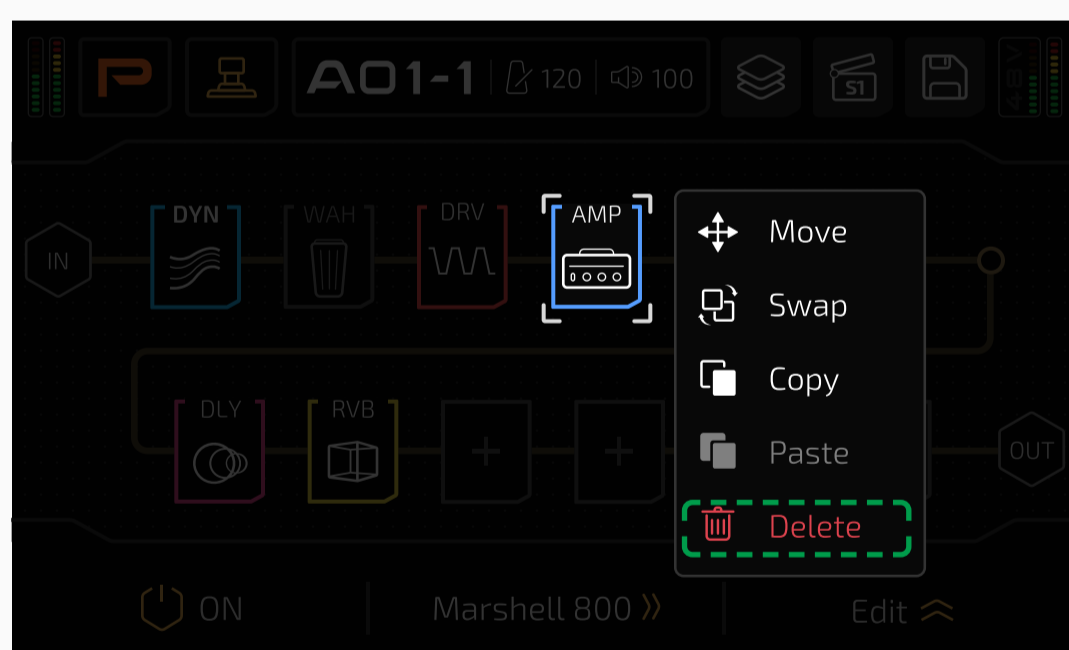 A01-1 120 100 S1 48V
DYN WAH DRV AMP
IN
Move
Swap
Copy
Paste
Delete
DLY RVB
OUT
ON Marshell 800 Edit